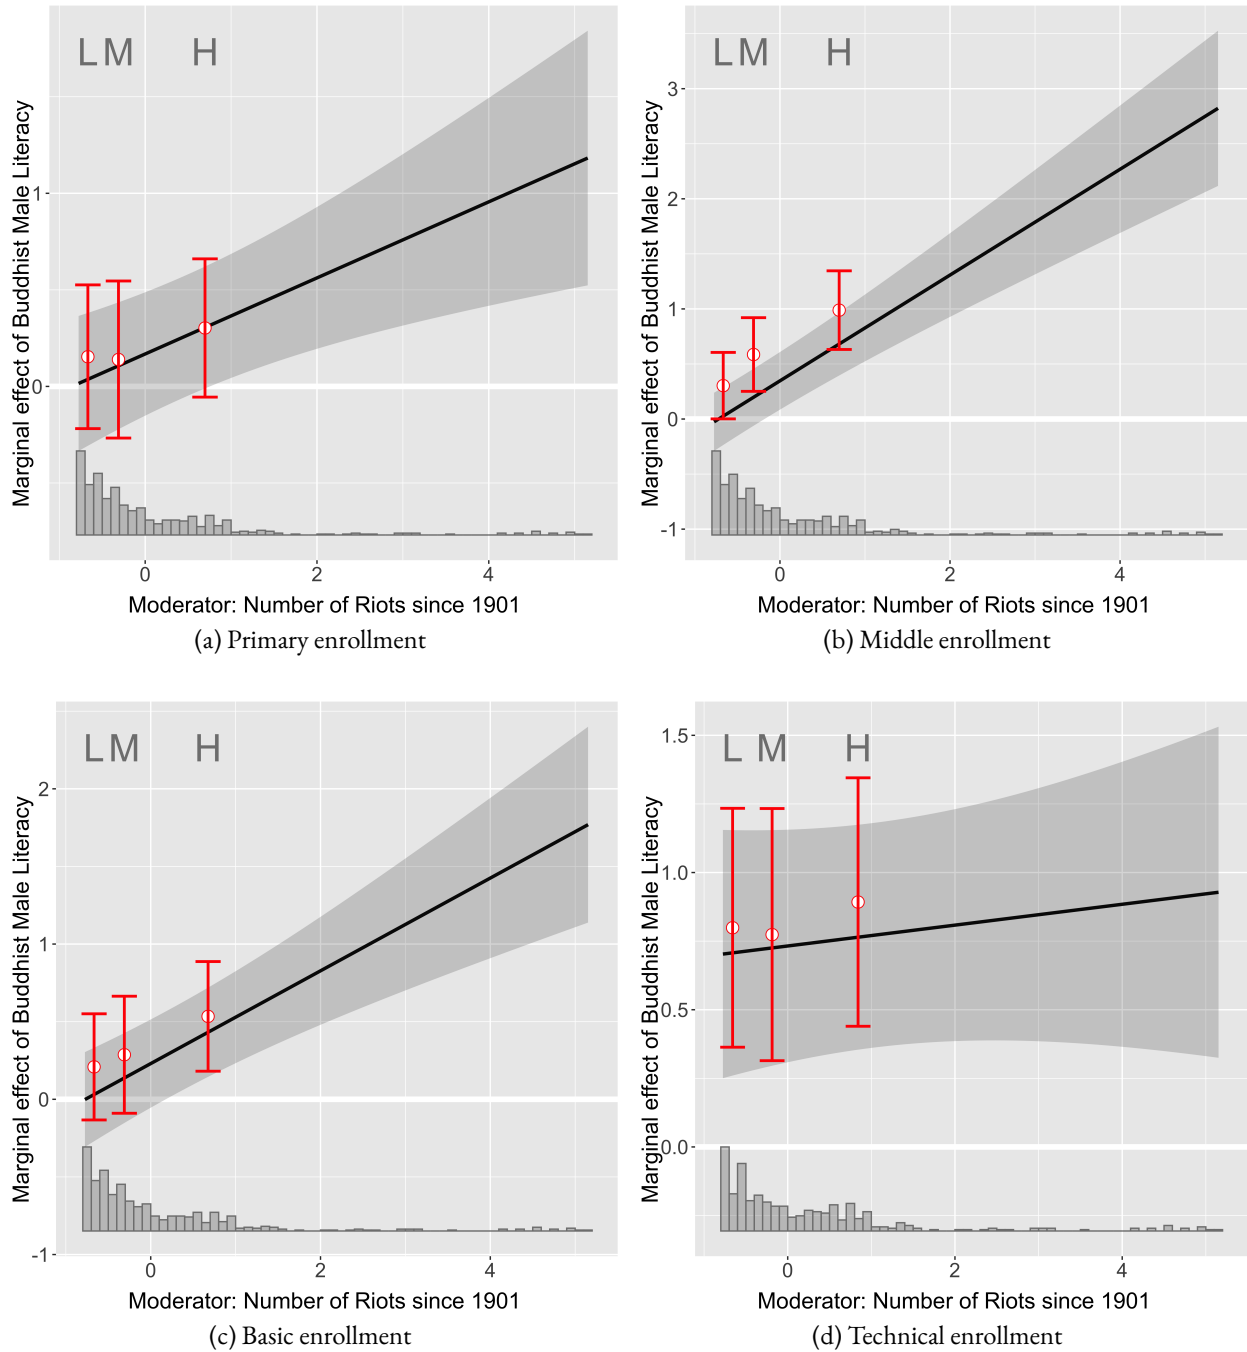 L M H
Marginal effect of Buddhist Male Literacy
1
0
0 2 4
Moderator: Number of Riots since 1901
(a) Primary enrollment
L M H
Marginal effect of Buddhist Male Literacy
3
2
1
0
-1
0 2 4
Moderator: Number of Riots since 1901
(b) Middle enrollment
L M H
Marginal effect of Buddhist Male Literacy
2
1
0
-1
0 2 4
Moderator: Number of Riots since 1901
(c) Basic enrollment
L M H
Marginal effect of Buddhist Male Literacy
1.5
1.0
0.5
0.0
0 2 4
Moderator: Number of Riots since 1901
(d) Technical enrollment